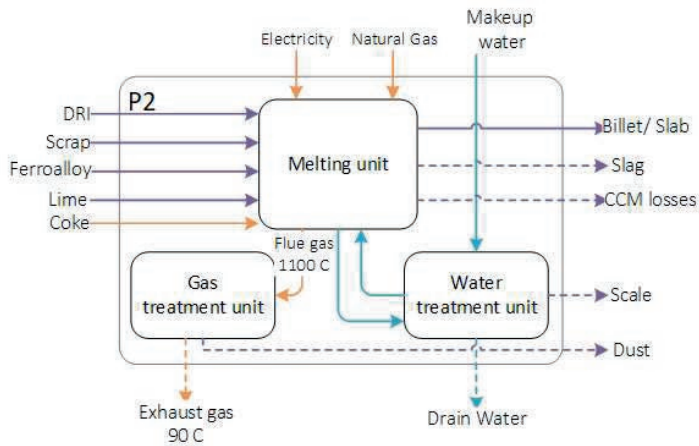 Electricity
Natural Gas
Makeup
water
P2
DRI
Scrap
Ferroalloy
Lime
Coke
Melting unit
Billet/ Slab
Slag
CCM losses
Flue gas
1100 C
Gas
treatment unit
Water
treatment unit
Scale
Dust
Exhaust gas
90 C
Drain Water